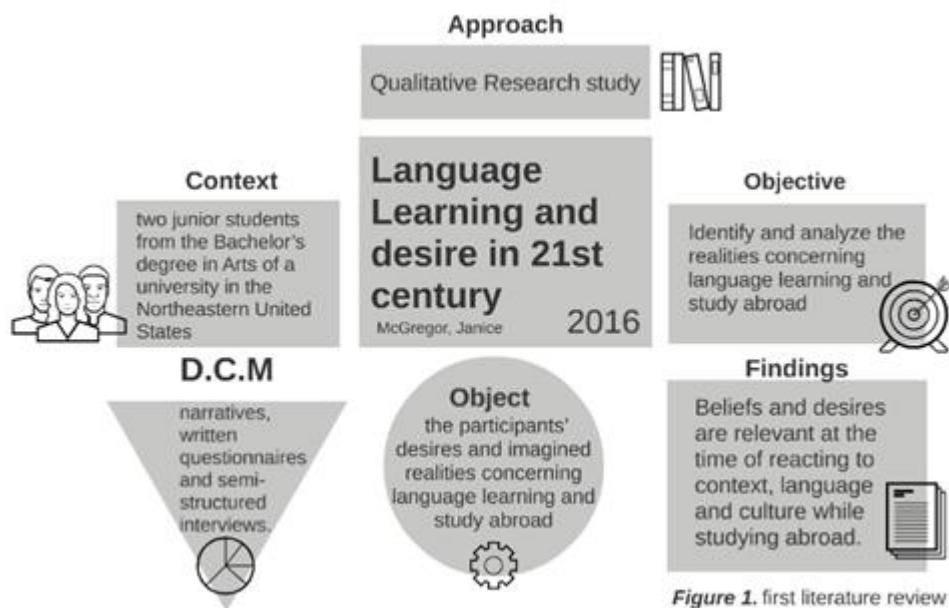 Approach
Qualitative Research study
Language
Learning and
desire in 21st
century
McGregor, Janice
2016
Context
two junior students
from the Bachelor's
degree in Arts of a
university in the
Northeastern United
States
Objective
Identify and analyze the
realities concerning
language learning and
study abroad
D.C.M
narratives,
written
questionnaires
and semi-
structured
interviews.
Object
the participants'
desires and imagined
realities concerning
language learning and
study abroad
Findings
Beliefs and desires
are relevant at the
time of reacting to
context, language
and culture while
studying abroad.
Figure 1. first literature review